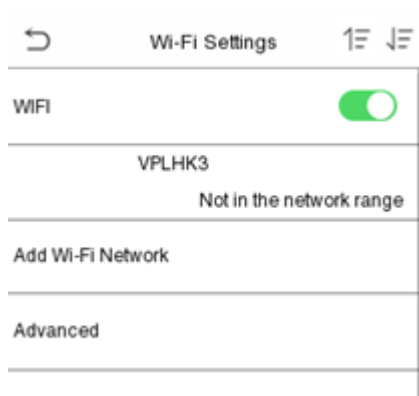 Wi-Fi Settings
WIFI
VPLHK3
Not in the network range
Add Wi-Fi Network
Advanced